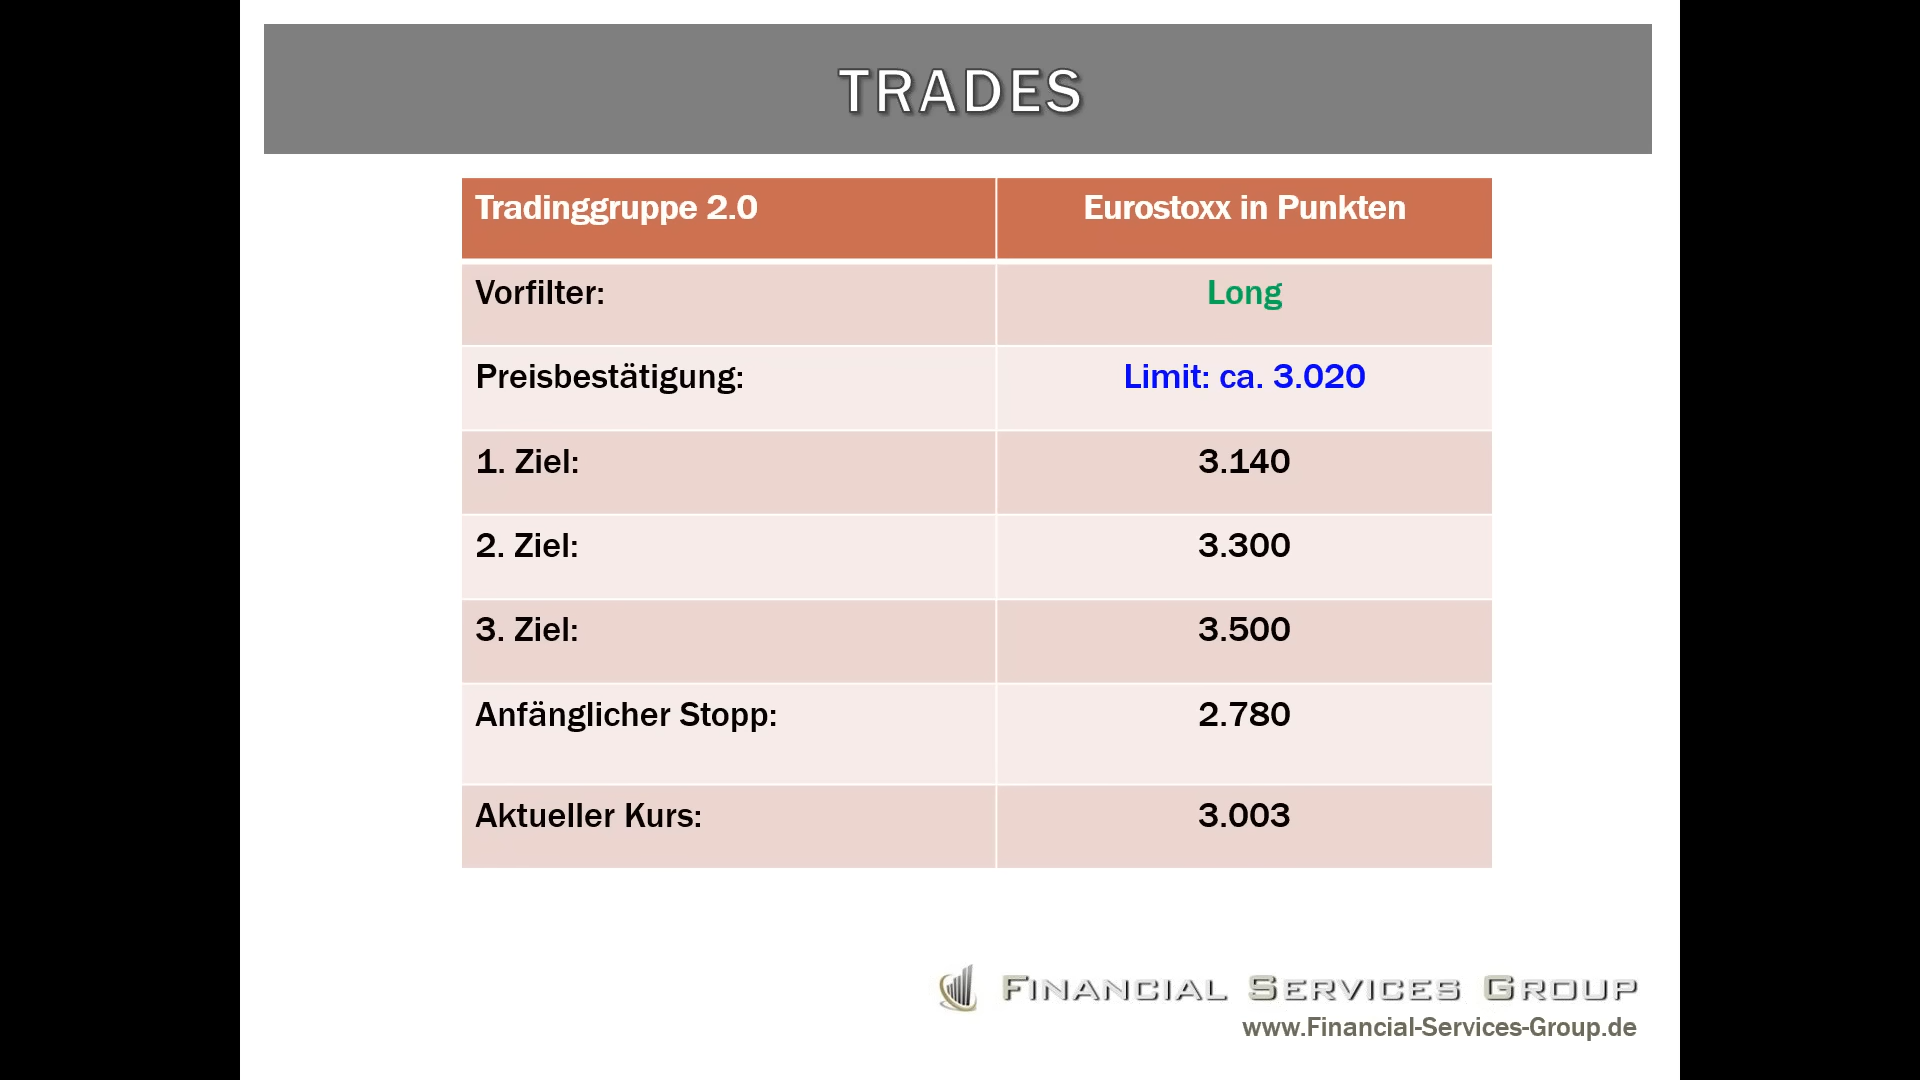 TRADES
Tradinggruppe 2.0 Eurostoxx in Punkten
Vorfilter: Long
Preisbestätigung: Limit: ca. 3.020
1. Ziel: 3.140
2. Ziel: 3.300
3. Ziel: 3.500
Anfänglicher Stopp: 2.780
Aktueller Kurs: 3.003
FINANCIAL SERVICES GROUP
www.Financial-Services-Group.de